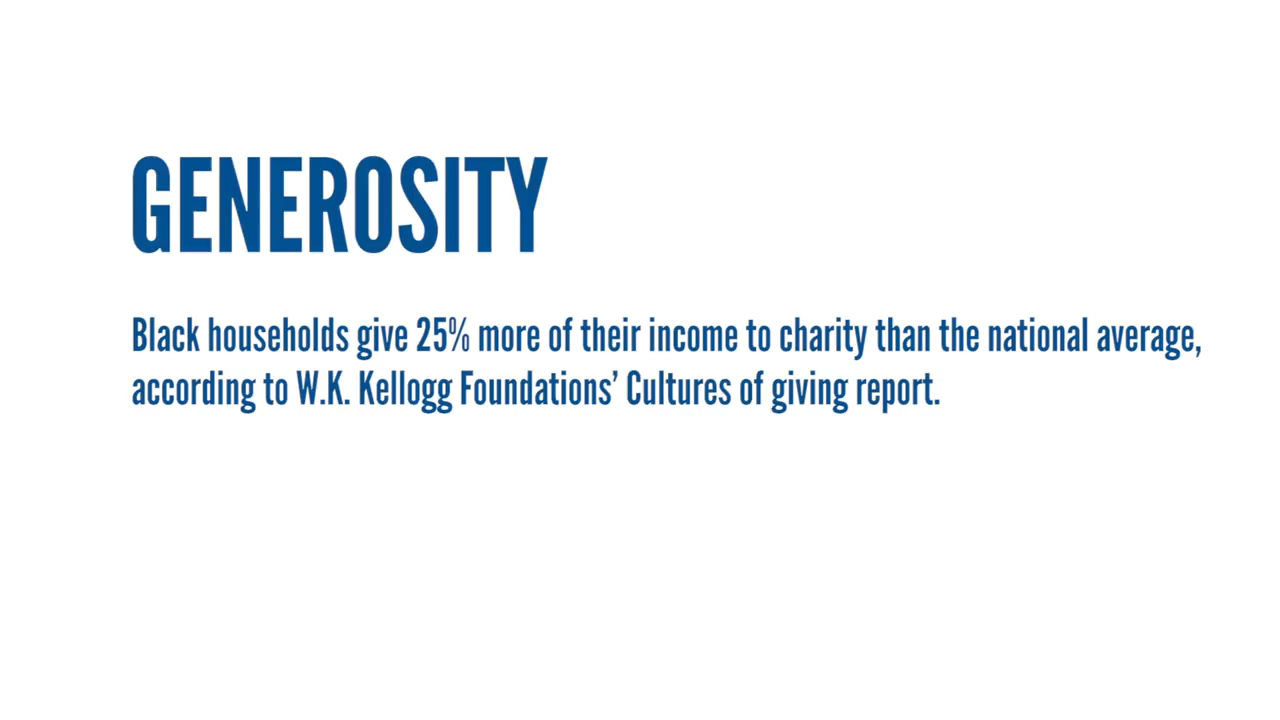 GENEROSITY
Black households give 25% more of their income to charity than the national average,
according to W.K. Kellogg Foundations’ Cultures of giving report.